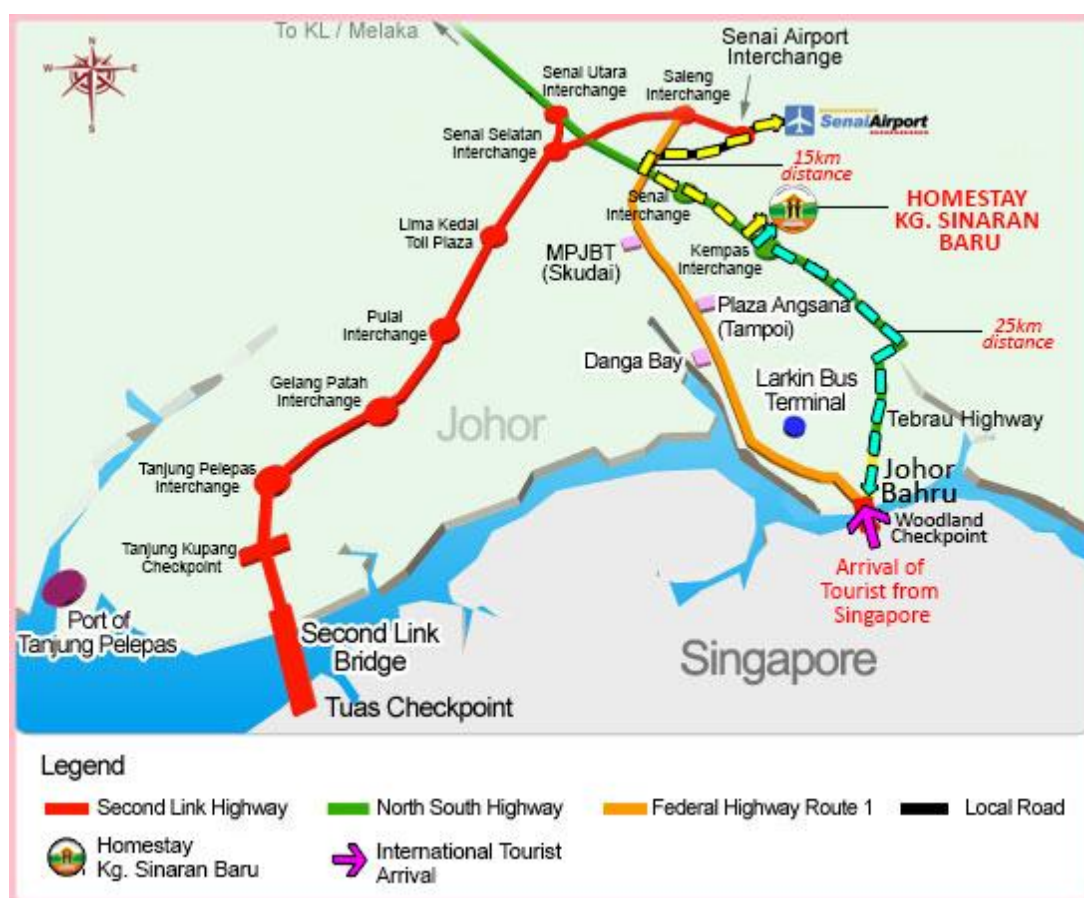 To KL / Melaka
N
W
E
S
Senai Airport
Interchange
Senai Utara
Interchange
Saleng
Interchange
SenaiAirport
Senai Selatan
Interchange
15km
distance
HOMESTAY
KG. SINARAN
BARU
Senai
Interchange
Lima Kedai
Toll Plaza
MPJBT
(Skudai)
Kempas
Interchange
Plaza Angsana
(Tampoi)
Pulai
Interchange
25km
distance
Danga Bay
Larkin Bus
Terminal
Gelang Patah
Interchange
Johor
Tebrau Highway
Tanjung Pelepas
Interchange
Johor
Bahru
Woodland
Checkpoint
Tanjung Kupang
Checkpoint
Arrival of
Tourist from
Singapore
Port of
Tanjung Pelepas
Second Link
Bridge
Singapore
Tuas Checkpoint
Legend
Second Link Highway
North South Highway
Federal Highway Route 1
Local Road
Homestay
Kg. Sinaran Baru
International Tourist
Arrival